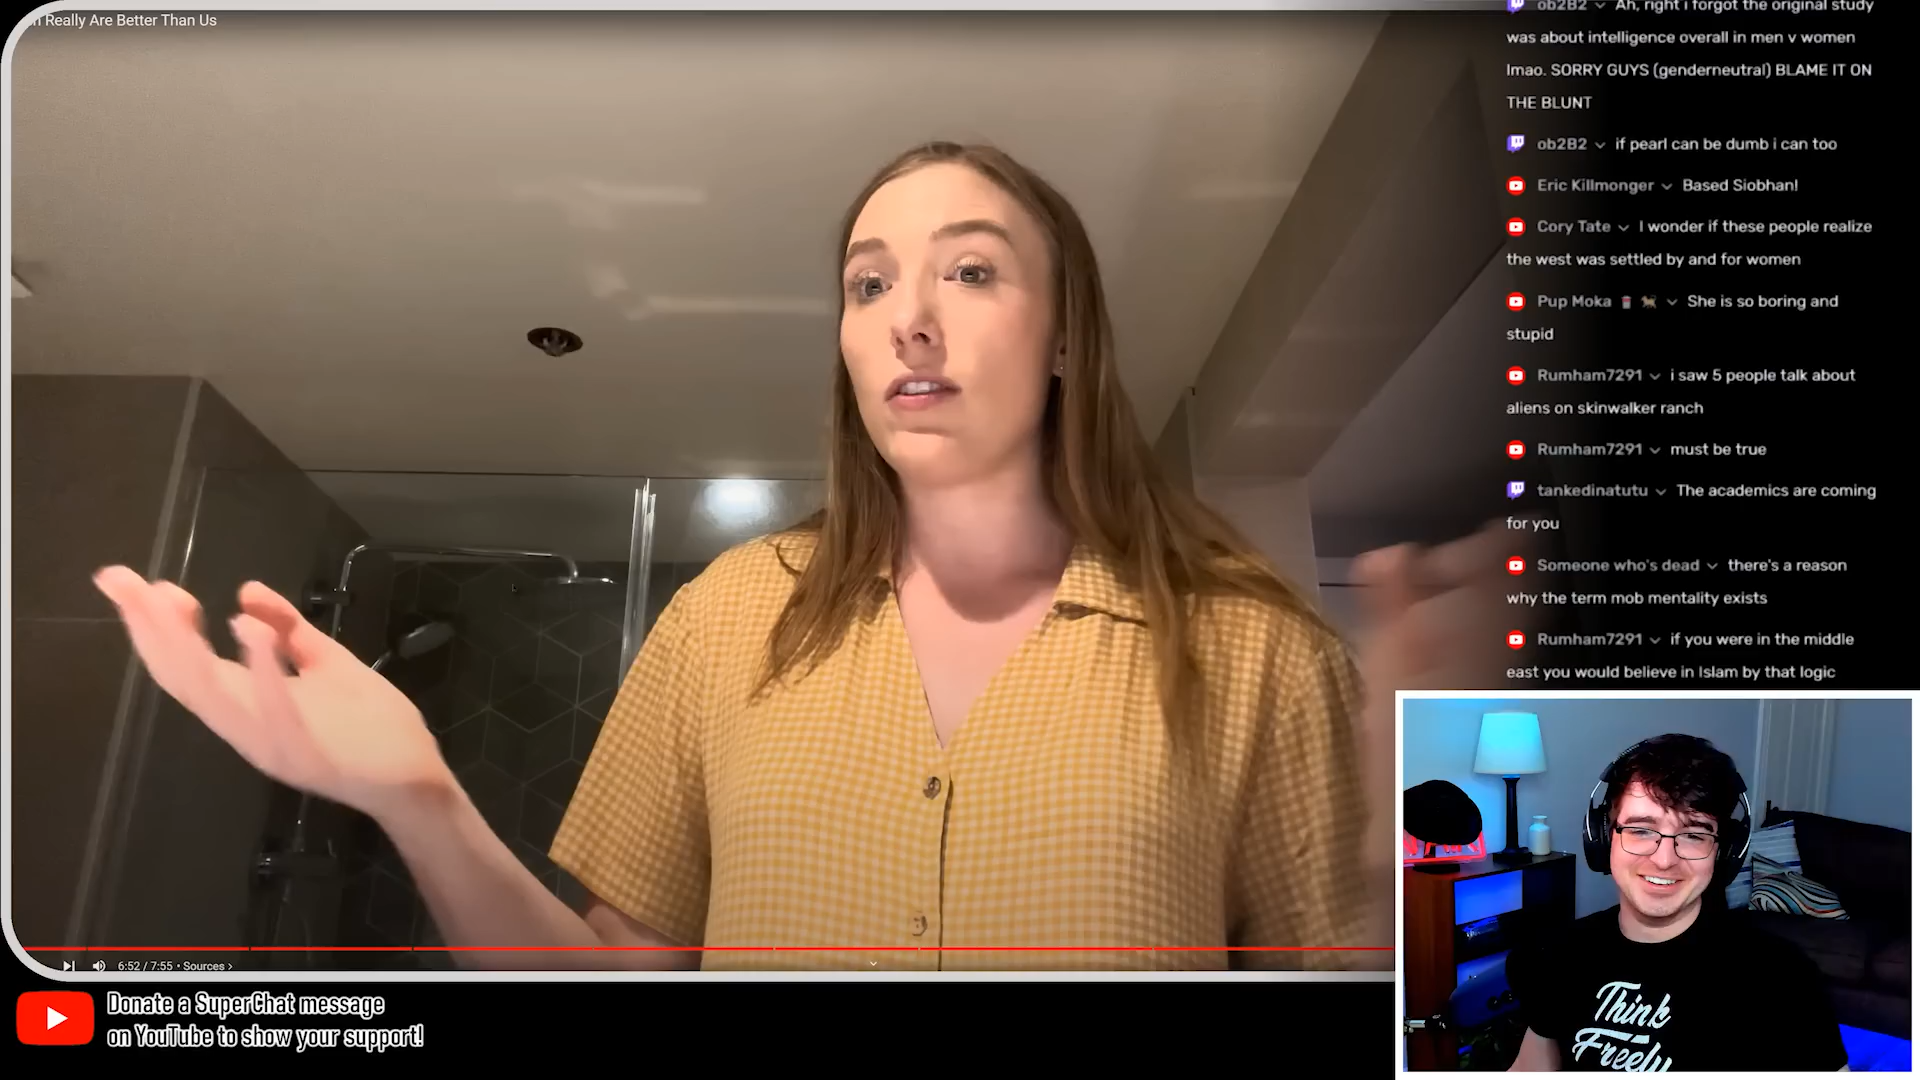 Really Are Better Than Us
ob2B2 Ah, right i forgot the original study
was about intelligence overall in men v women
lmao. SORRY GUYS (genderneutral) BLAME IT ON
THE BLUNT
ob2B2 if pearl can be dumb i can too
Eric Killmonger Based Siobhan!
Cory Tate I wonder if these people realize
the west was settled by and for women
Pup Moka She is so boring and
stupid
Rumham7291 i saw 5 people talk about
aliens on skinwalker ranch
Rumham7291 must be true
tankedinatutu The academics are coming
for you
Someone who's dead there's a reason
why the term mob mentality exists
Rumham7291 if you were in the middle
east you would believe in Islam by that logic
6:52 / 7:55 • Sources
Donate a SuperChat message
on YouTube to show your support!
Think
Freely